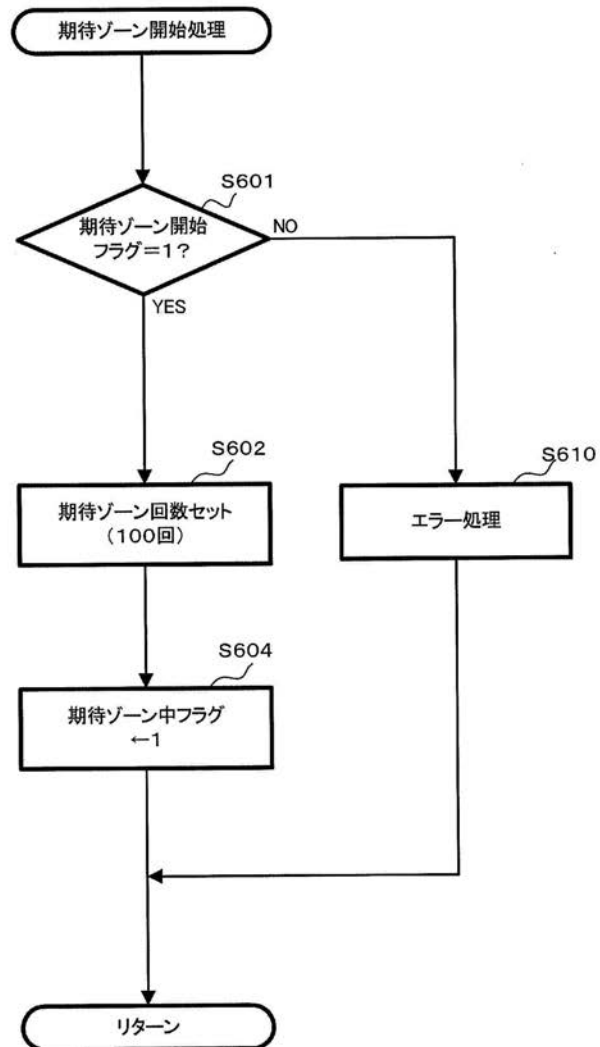 期待ゾーン開始処理
S601
期待ゾーン開始
フラグ=1?
NO
YES
S602
期待ゾーン回数セット
(100回)
S610
エラー処理
S604
期待ゾーン中フラグ
←1
リターン